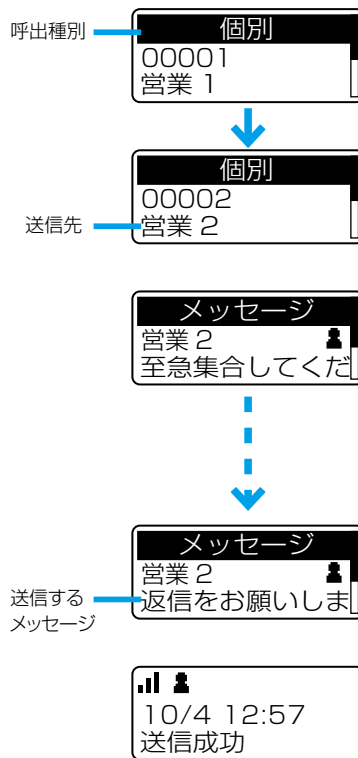 呼出種別
個別
00001
営業 1
個別
00002
送信先
営業 2
メッセージ
営業 2
至急集合してくだ
メッセージ
営業 2
送信する
メッセージ
返信をお願いしま
10/4 12:57
送信成功